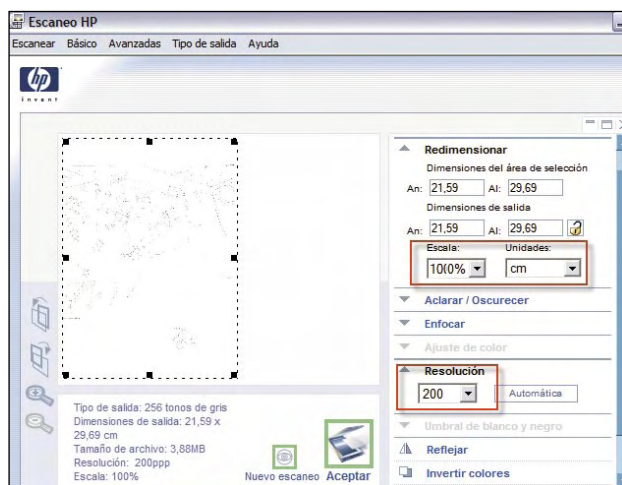 Escaneo HP
Escanear Básico Avanzadas Tipo de salida Ayuda
hp
invent
Redimensionar
Dimensiones del área de selección
An: 21,59 Al: 29,69
Dimensiones de salida
An: 21,59 Al: 29,69
Escala: Unidades:
100% cm
Aclarar / Oscurecer
Enfocar
Ajuste de color
Resolución
200 Automática
Umbral de blanco y negro
Reflejar
Invertir colores
Tipo de salida: 256 tonos de gris
Dimensiones de salida: 21,59 x
29,69 cm
Tamaño de archivo: 3,88MB
Resolución: 200ppp
Escala: 100%
Nuevo escaneo Aceptar